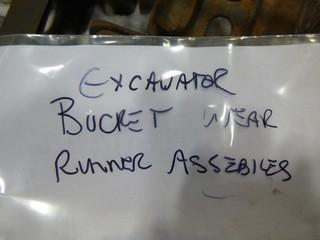 EXCAVATOR
BUCKET WEAR
RUNNER ASSEBILES